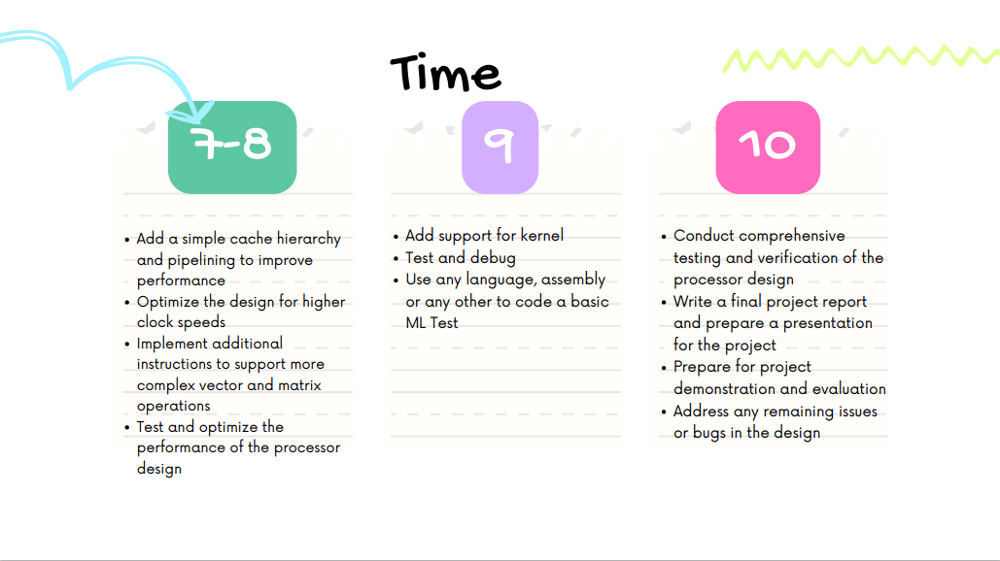 Time
7-8
• Add a simple cache hierarchy
and pipelining to improve
performance
• Optimize the design for higher
clock speeds
• Implement additional
instructions to support more
complex vector and matrix
operations
• Test and optimize the
performance of the processor
design
9
• Add support for kernel
• Test and debug
• Use any language, assembly
or any other to code a basic
ML Test
10
• Conduct comprehensive
testing and verification of the
processor design
• Write a final project report
and prepare a presentation
for the project
• Prepare for project
demonstration and evaluation
• Address any remaining issues
or bugs in the design